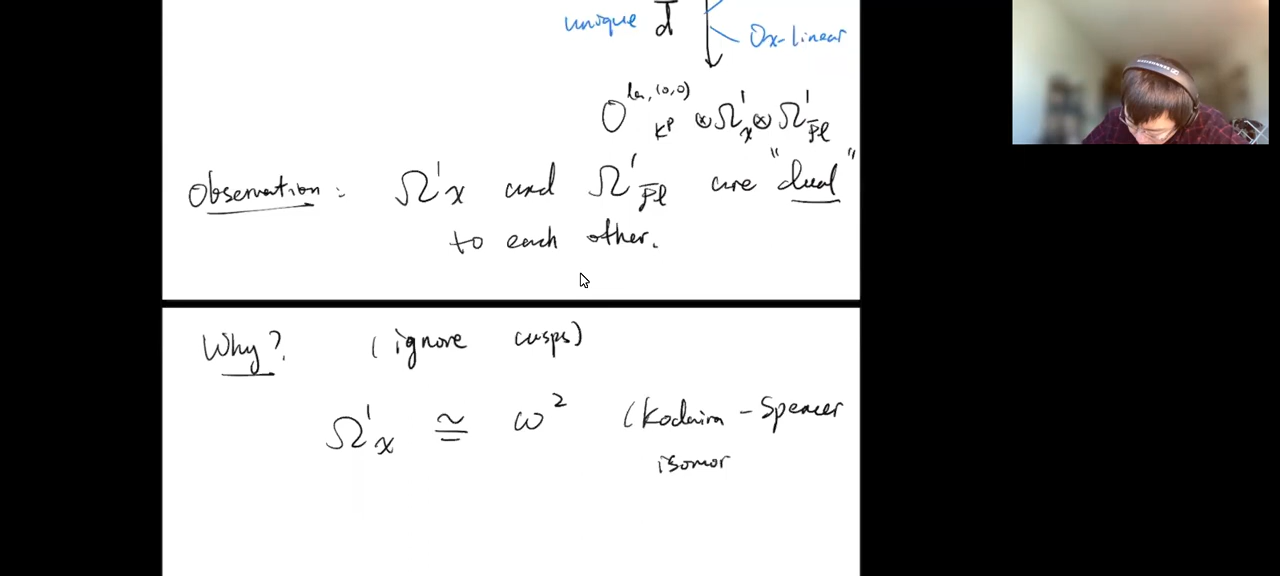 unique d̄ Ox-linear
O^{la,(0,0)}_{K^p} ⊗Ω^1_X⊗Ω^1_{Fl}
Observation : Ω^1_X and Ω^1_{Fl} are "dual"
to each other.
Why? (ignore cusps)
Ω^1_X ≅ ω^2 (Kodaira-Spencer
isomor